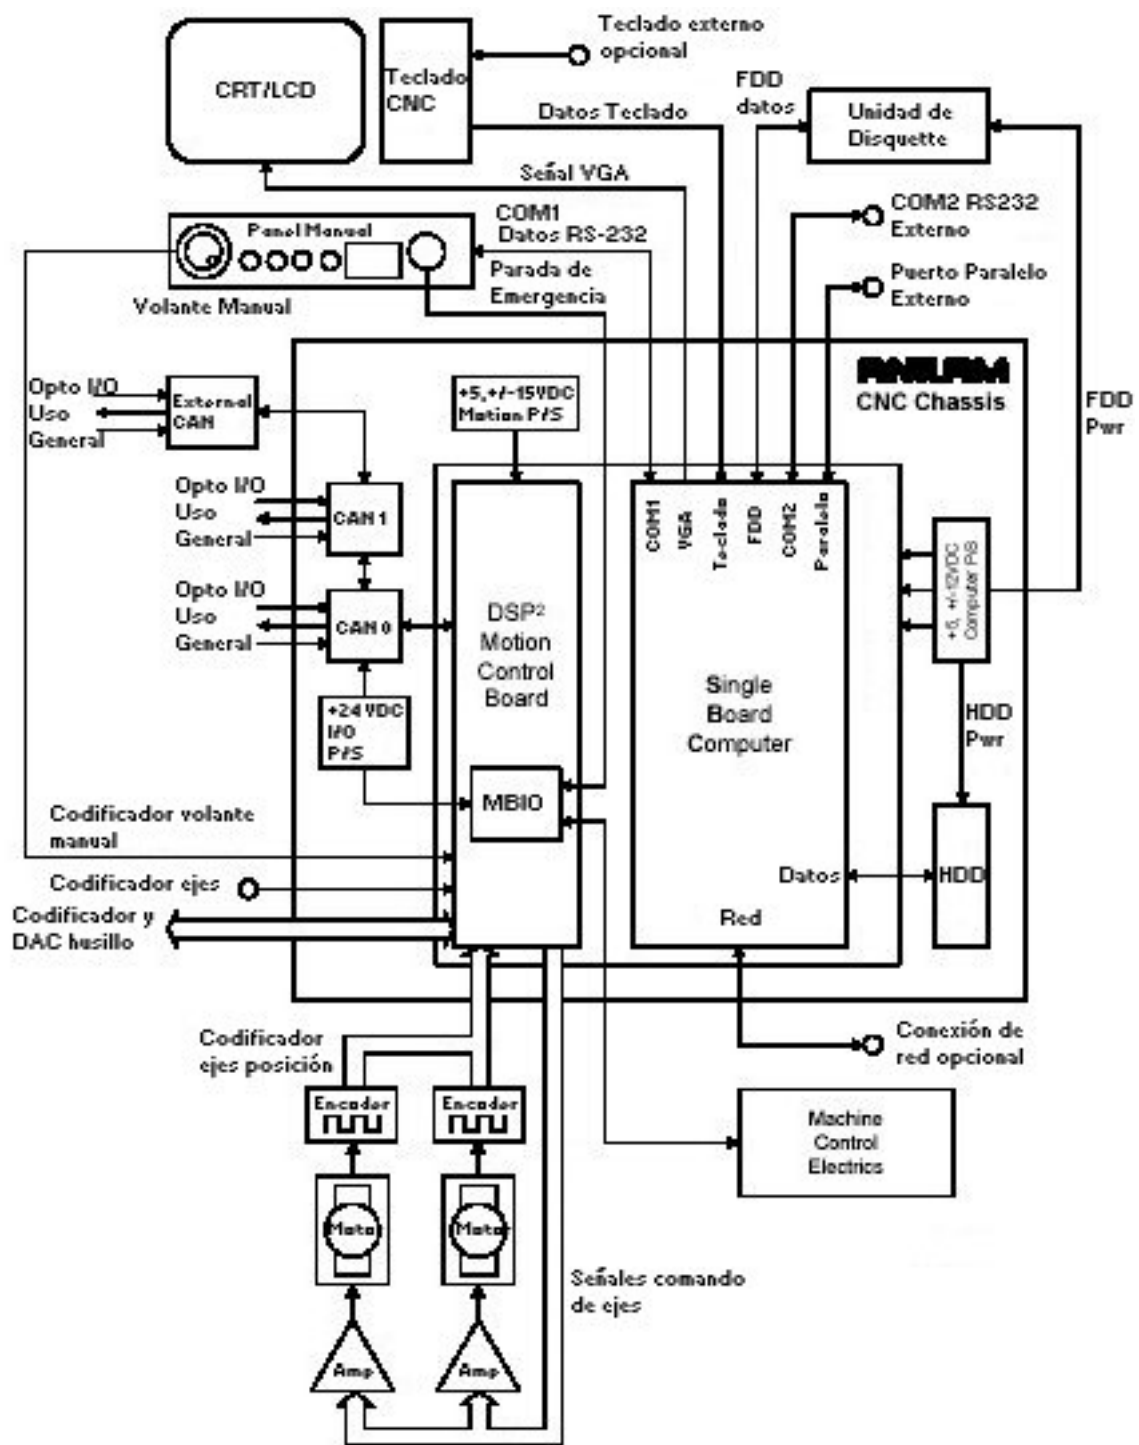 Teclado externo
opcional
CRT/LCD
Teclado
CNC
Datos Teclado
FDD
datos
Unidad de
Disquette
Señal VGA
COM1
Datos RS-232
Panel Manual
COM2 RS232
Externo
Parada de
Emergencia
Puerto Paralelo
Externo
Volante Manual
ANILAM
CNC Chassis
FDD
Pwr
Opto I/O
Uso
General
External
CAN
+5,+/-15VDC
Motion P/S
Opto I/O
Uso
General
CAN 1
COM1
VGA
Teclado
FDD
COM2
Paralelo
Opto I/O
Uso
General
CAN 0
+5, +/-12VDC
Computer P/S
DSP²
Motion
Control
Board
Single
Board
Computer
+24 VDC
I/O
P/S
HDD
Pwr
MBIO
Codificador volante
manual
Codificador ejes
Datos
HDD
Codificador y
DAC husillo
Red
Codificador
ejes posición
Conexión de
red opcional
Encoder
Encoder
Machine
Control
Electrics
Motor
Motor
Señales comando
de ejes
Amp
Amp